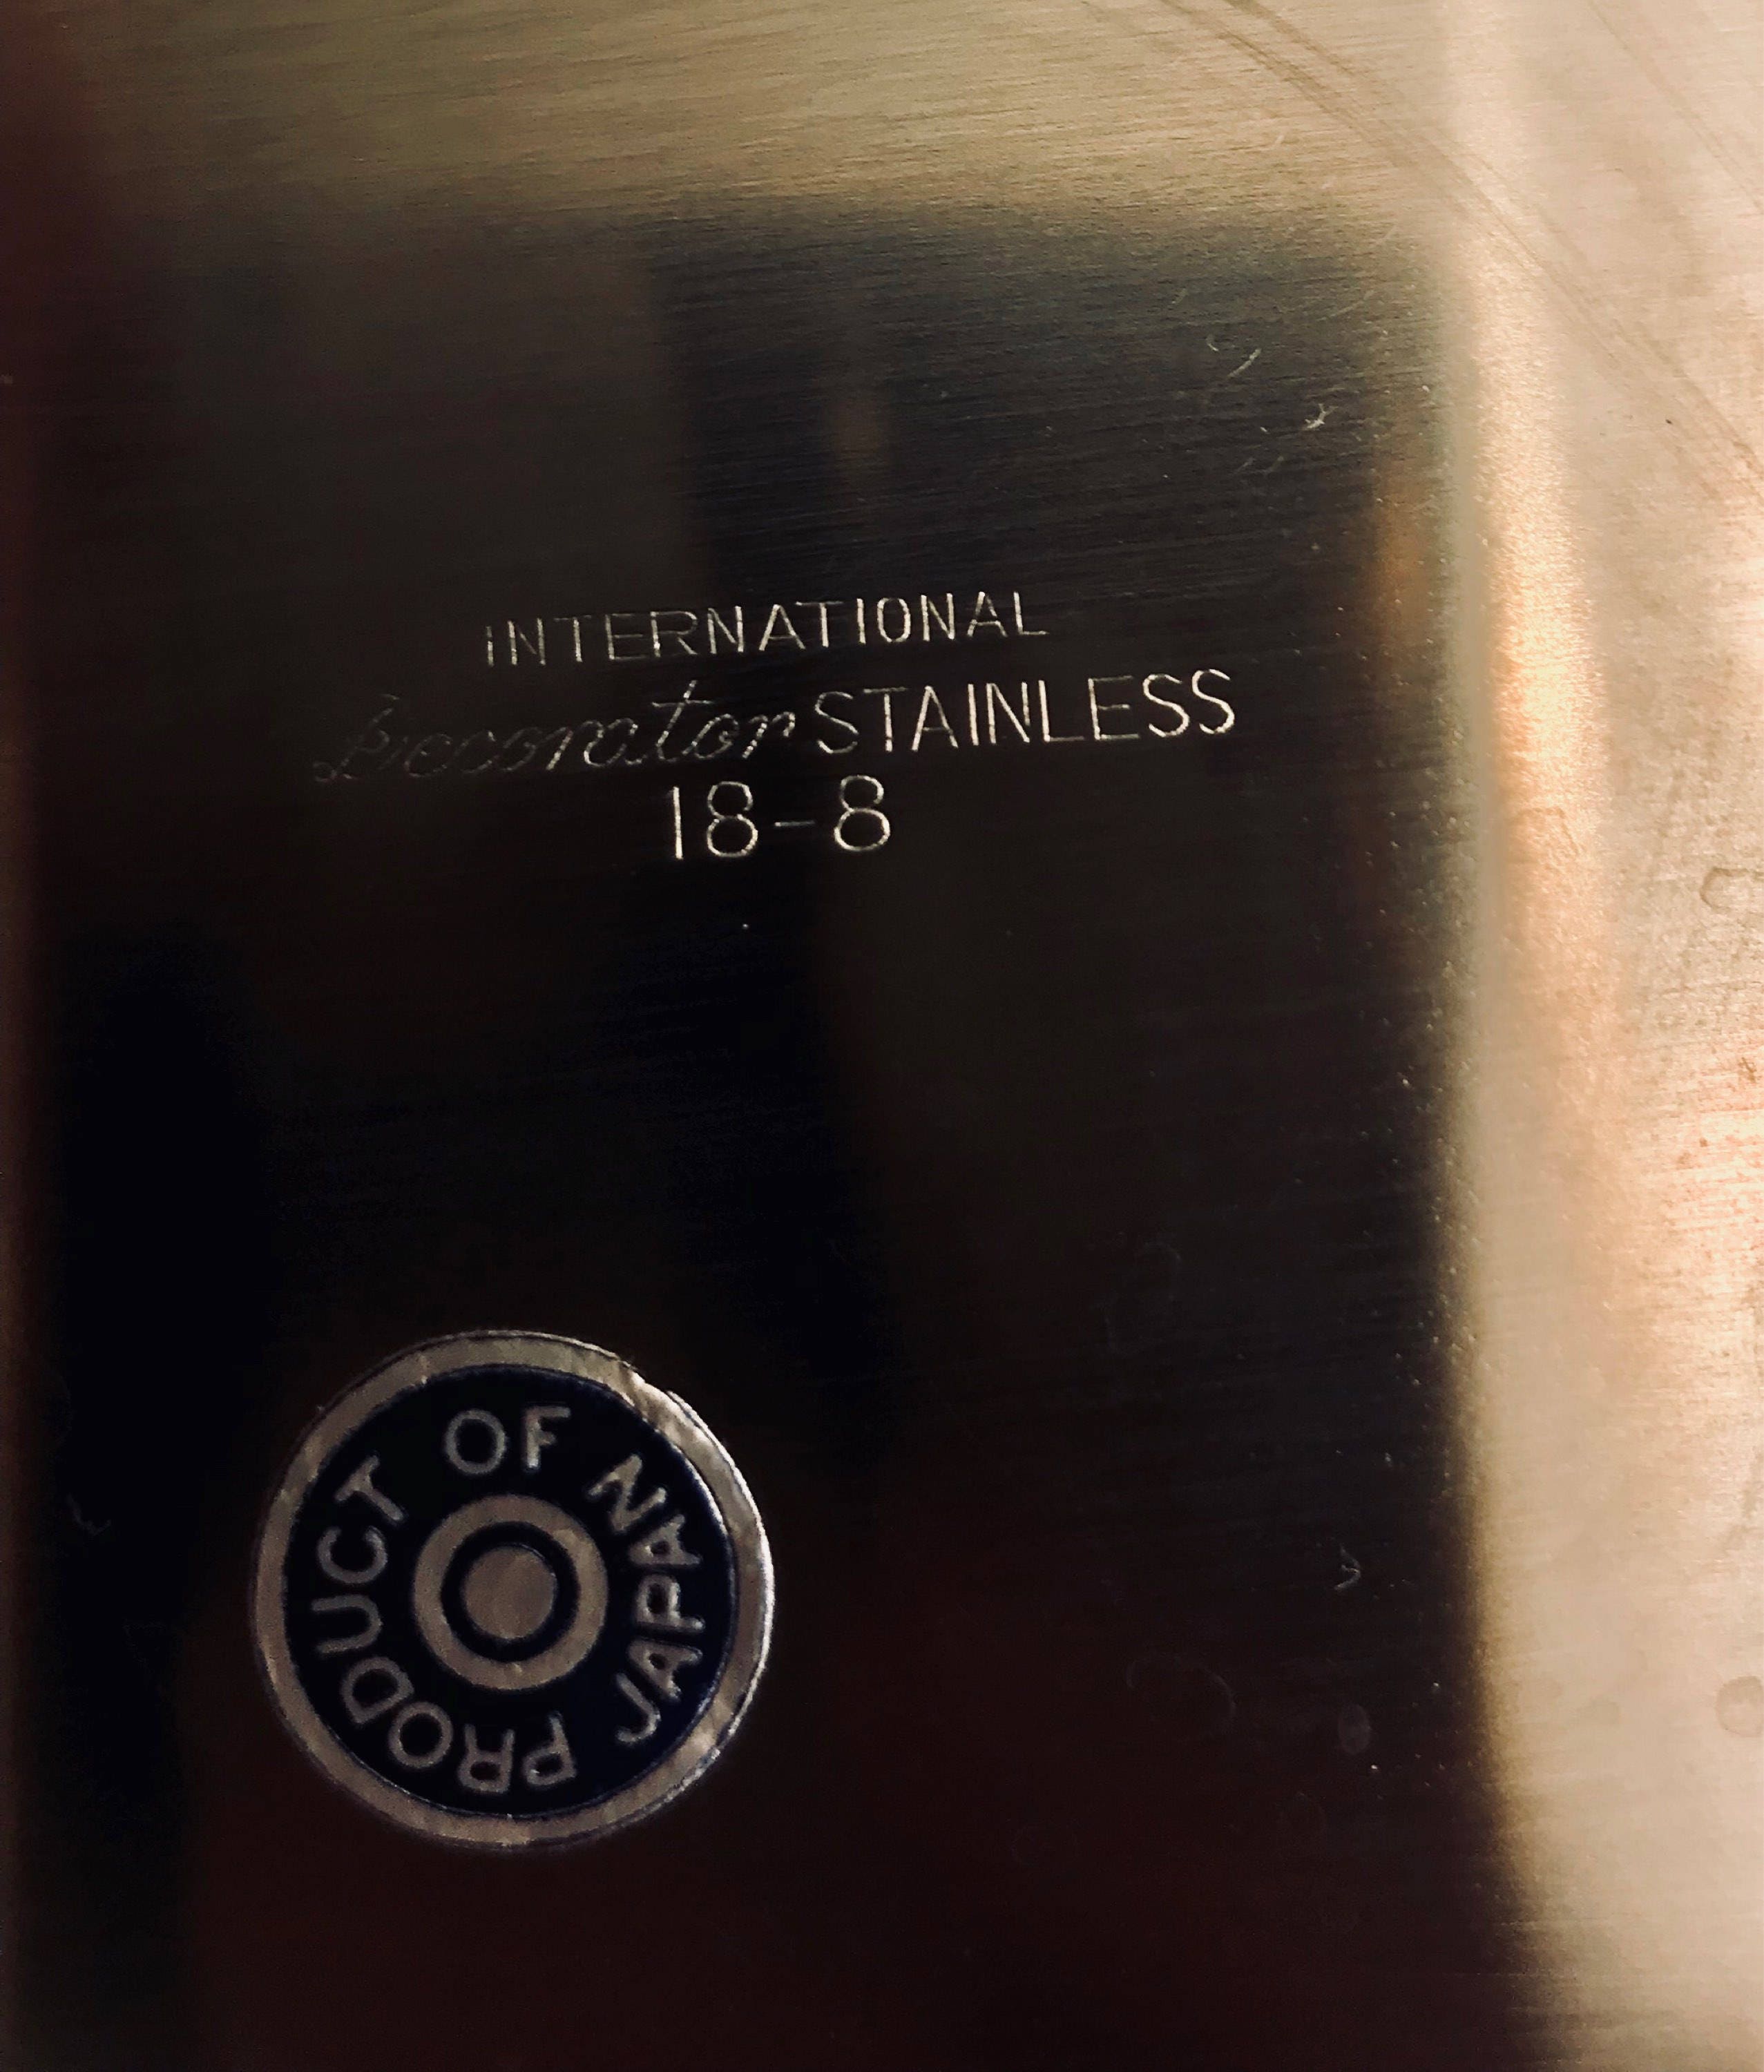 INTERNATIONAL
Decorator STAINLESS
18-8
PRODUCT OF JAPAN